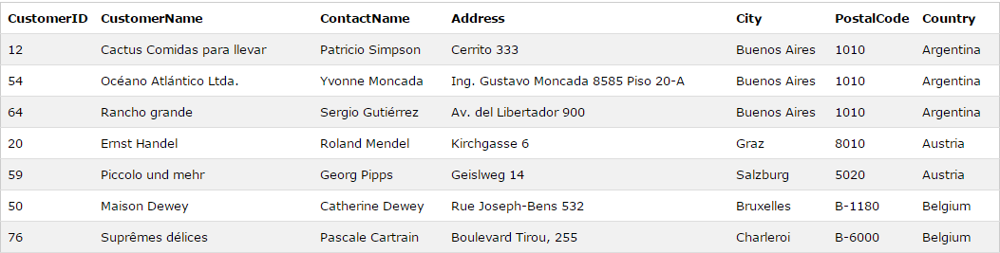 CustomerID CustomerName ContactName Address City PostalCode Country
12 Cactus Comidas para llevar Patricio Simpson Cerrito 333 Buenos Aires 1010 Argentina
54 Océano Atlántico Ltda. Yvonne Moncada Ing. Gustavo Moncada 8585 Piso 20-A Buenos Aires 1010 Argentina
64 Rancho grande Sergio Gutiérrez Av. del Libertador 900 Buenos Aires 1010 Argentina
20 Ernst Handel Roland Mendel Kirchgasse 6 Graz 8010 Austria
59 Piccolo und mehr Georg Pipps Geislweg 14 Salzburg 5020 Austria
50 Maison Dewey Catherine Dewey Rue Joseph-Bens 532 Bruxelles B-1180 Belgium
76 Suprêmes délices Pascale Cartrain Boulevard Tirou, 255 Charleroi B-6000 Belgium